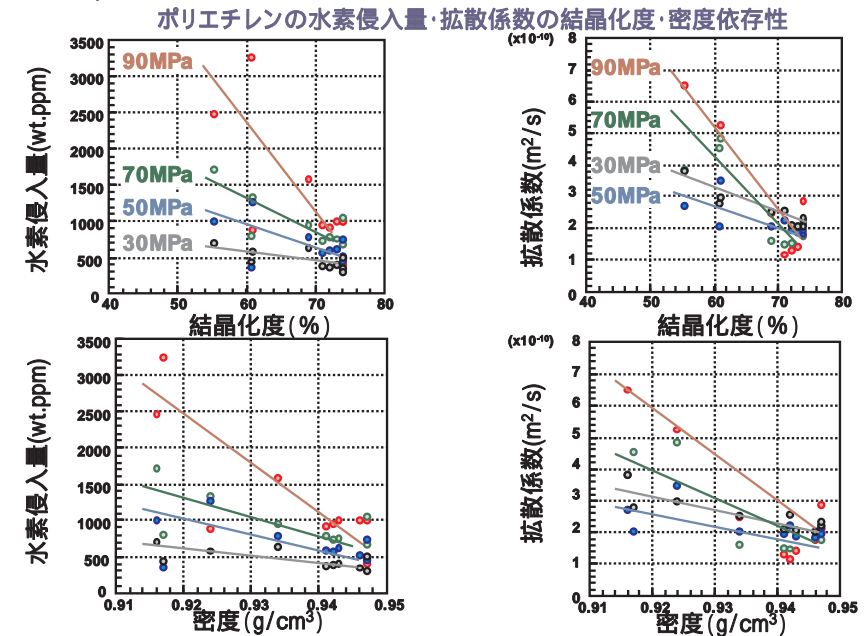 ポリエチレンの水素侵入量・拡散係数の結晶化度・密度依存性
水素侵入量(wt.ppm)
3500
3000
2500
2000
1500
1000
500
0
90MPa
70MPa
50MPa
30MPa
40 50 60 70 80
結晶化度(%)
(x10⁻¹⁰)
拡散係数(m²/s)
8
7
6
5
4
3
2
1
0
90MPa
70MPa
30MPa
50MPa
40 50 60 70 80
結晶化度(%)
水素侵入量(wt.ppm)
3500
3000
2500
2000
1500
1000
500
0
0.91 0.92 0.93 0.94 0.95
密度(g/cm³)
(x10⁻¹⁰)
拡散係数(m²/s)
8
7
6
5
4
3
2
1
0
0.91 0.92 0.93 0.94 0.95
密度(g/cm³)